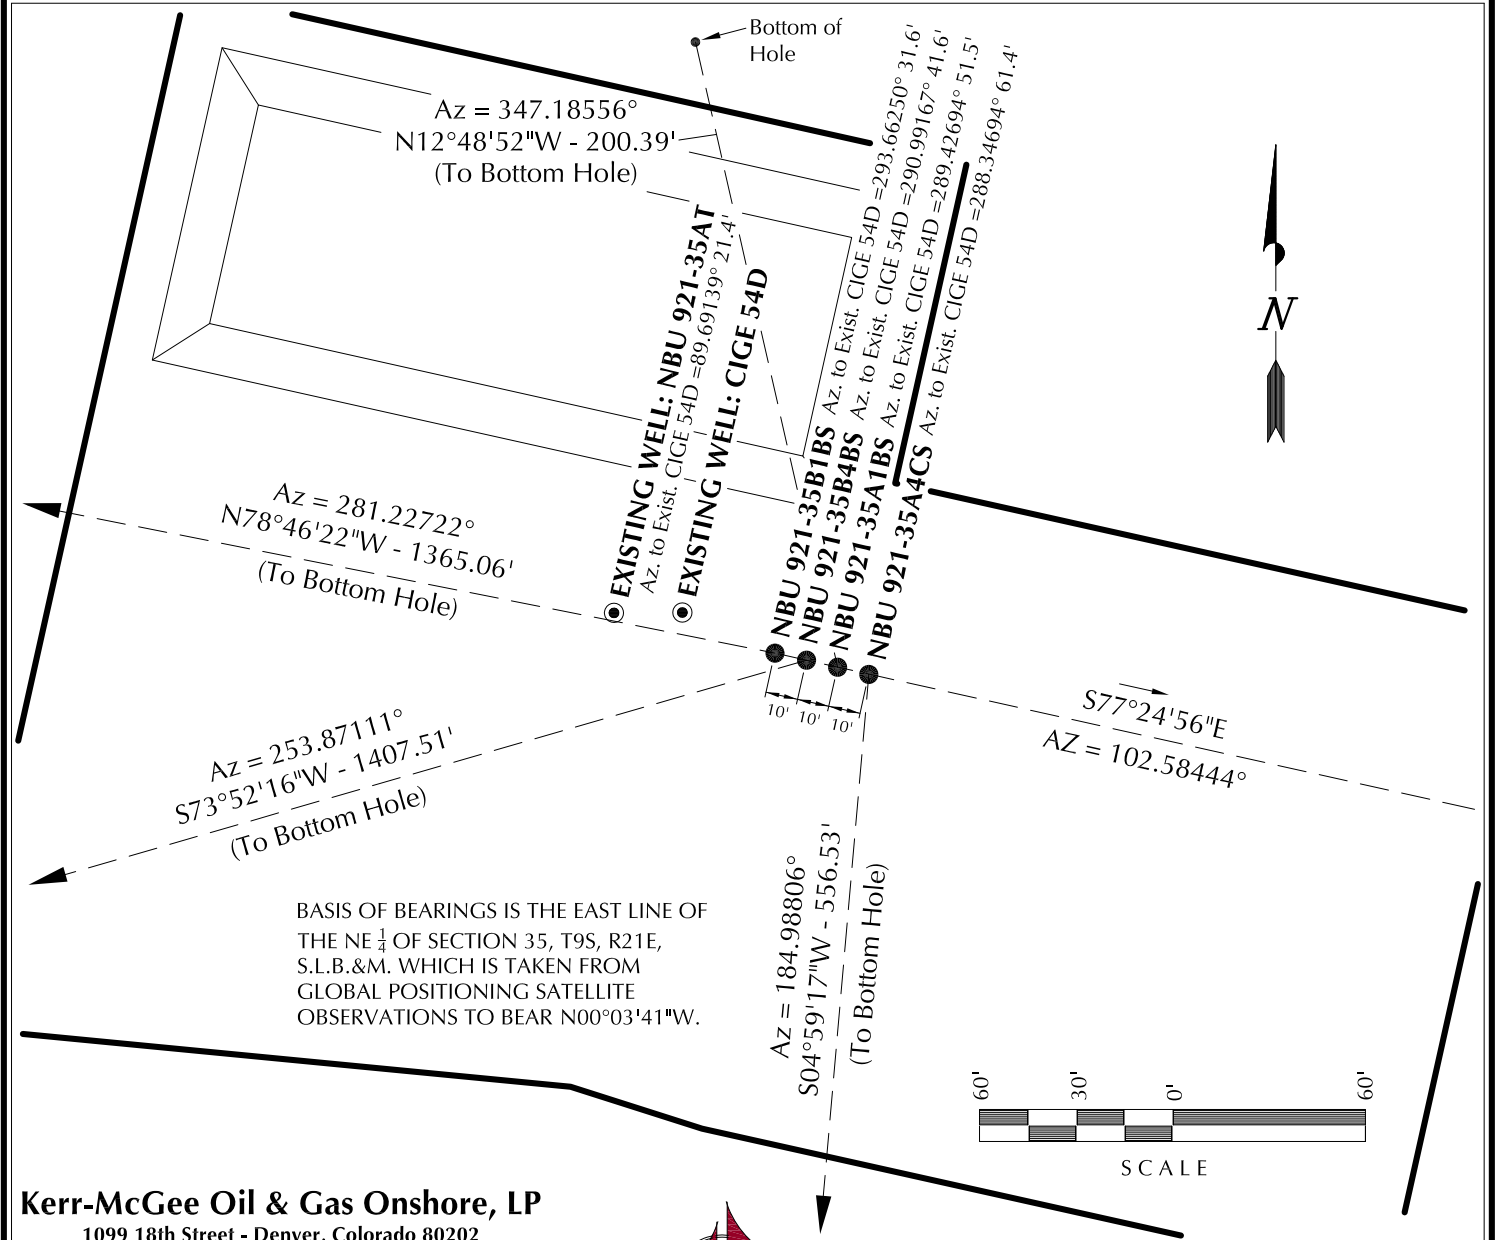 Bottom of
Hole
Az = 347.18556°
N12°48'52"W - 200.39'
(To Bottom Hole)
EXISTING WELL: NBU 921-35AT
Az. to Exist. CIGE 54D =89.69139° 21.4'
EXISTING WELL: CIGE 54D
NBU 921-35B1BS Az. to Exist. CIGE 54D =293.66250° 31.6'
NBU 921-35B4BS Az. to Exist. CIGE 54D =290.99167° 41.6'
NBU 921-35A1BS Az. to Exist. CIGE 54D =289.42694° 51.5'
NBU 921-35A4CS Az. to Exist. CIGE 54D =288.34694° 61.4'
N
Az = 281.22722°
N78°46'22"W - 1365.06'
(To Bottom Hole)
10' 10' 10'
S77°24'56"E
AZ = 102.58444°
Az = 253.87111°
S73°52'16"W - 1407.51'
(To Bottom Hole)
Az = 184.98806°
S04°59'17"W - 556.53'
(To Bottom Hole)
BASIS OF BEARINGS IS THE EAST LINE OF
THE NE 1/4 OF SECTION 35, T9S, R21E,
S.L.B.&M. WHICH IS TAKEN FROM
GLOBAL POSITIONING SATELLITE
OBSERVATIONS TO BEAR N00°03'41"W.
60' 30' 0' 60'
SCALE
Kerr-McGee Oil & Gas Onshore, LP
1099 18th Street - Denver, Colorado 80202